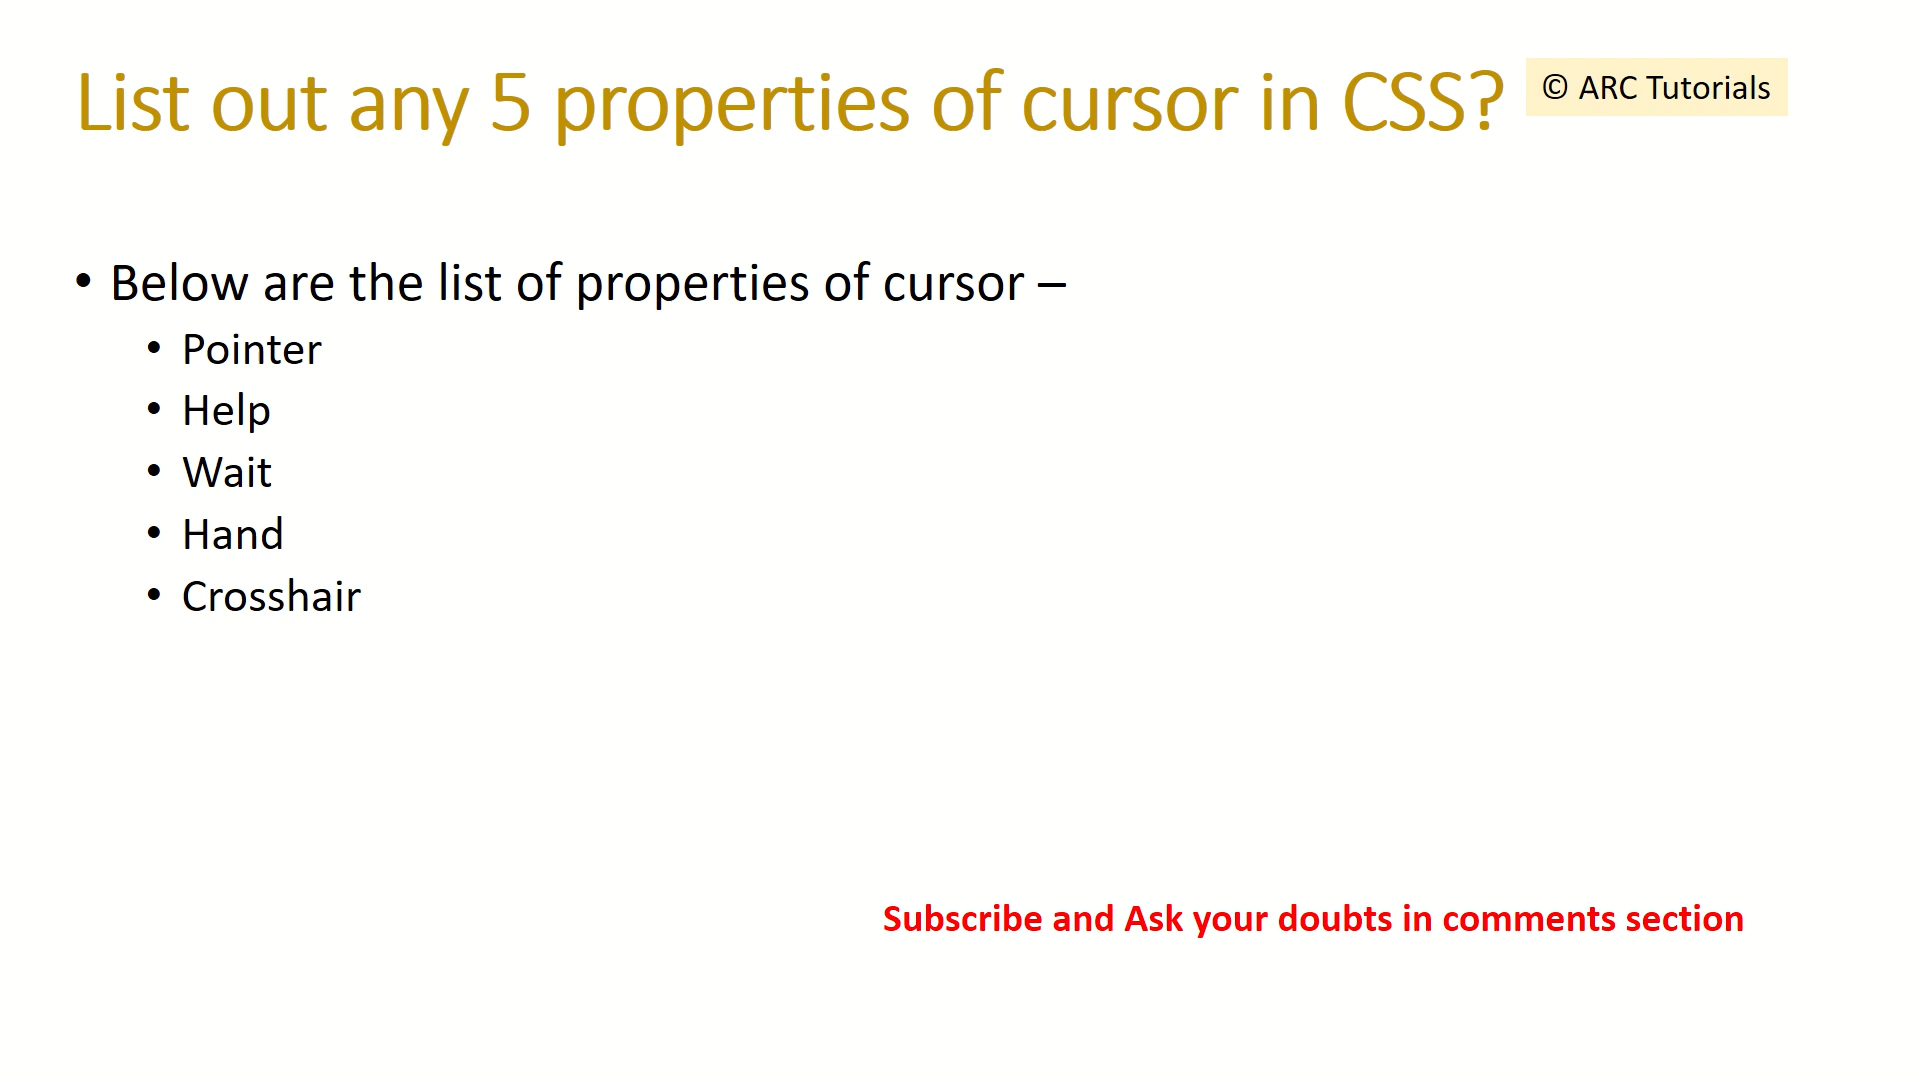 List out any 5 properties of cursor in CSS?
© ARC Tutorials
• Below are the list of properties of cursor –
• Pointer
• Help
• Wait
• Hand
• Crosshair
Subscribe and Ask your doubts in comments section